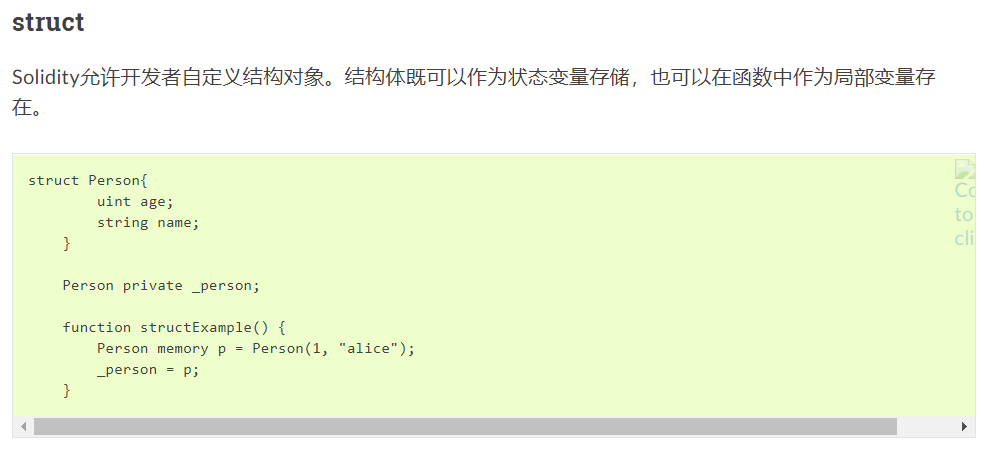 struct
Solidity允许开发者自定义结构对象。结构体既可以作为状态变量存储，也可以在函数中作为局部变量存
在。
struct Person{
        uint age;
        string name;
    }

    Person private _person;

    function structExample() {
        Person memory p = Person(1, "alice");
        _person = p;
    }
to